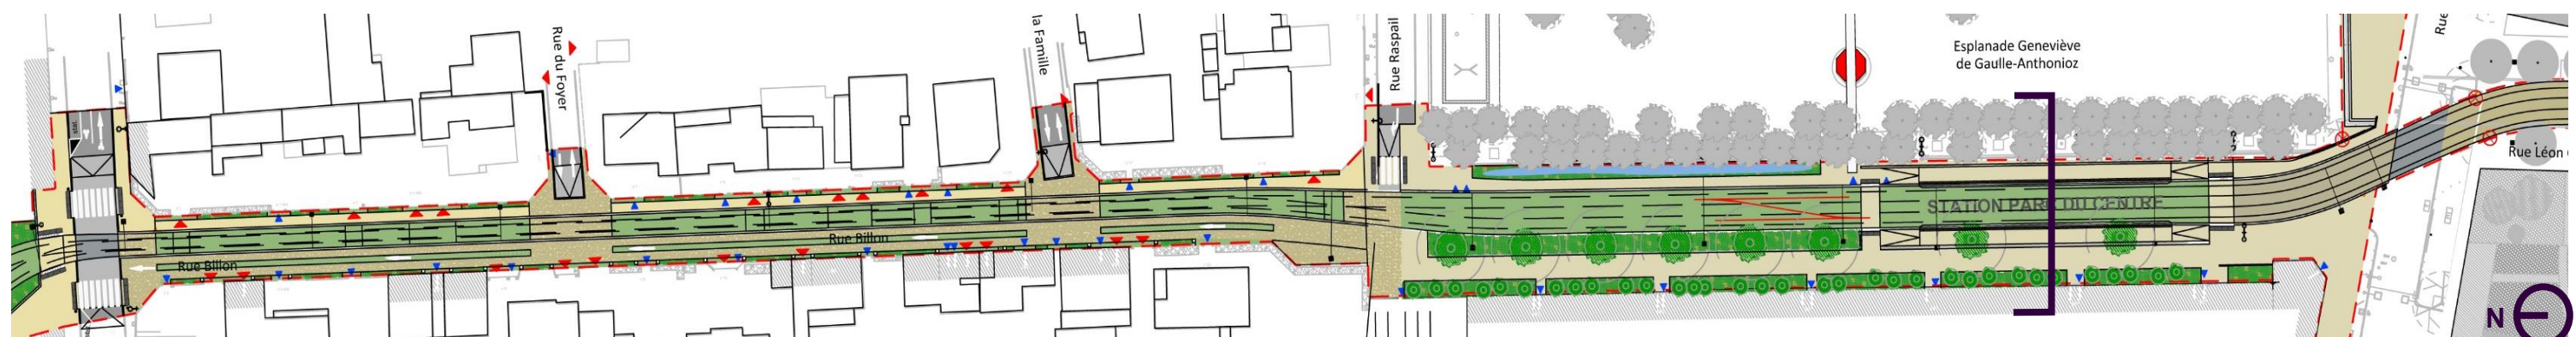 Rue du Foyer
la Famille
Rue Raspail
Esplanade Geneviève
de Gaulle-Anthonioz
Rue
Rue Léon
STATION PARC DU CENTRE
Rue Billon
Rue Billon
N